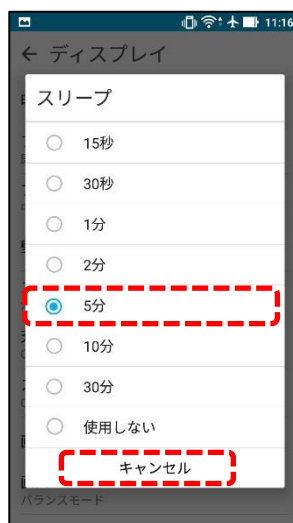 11:16
ディスプレイ
スリープ
15秒
30秒
1分
2分
5分
10分
30分
使用しない
キャンセル
バランスモード